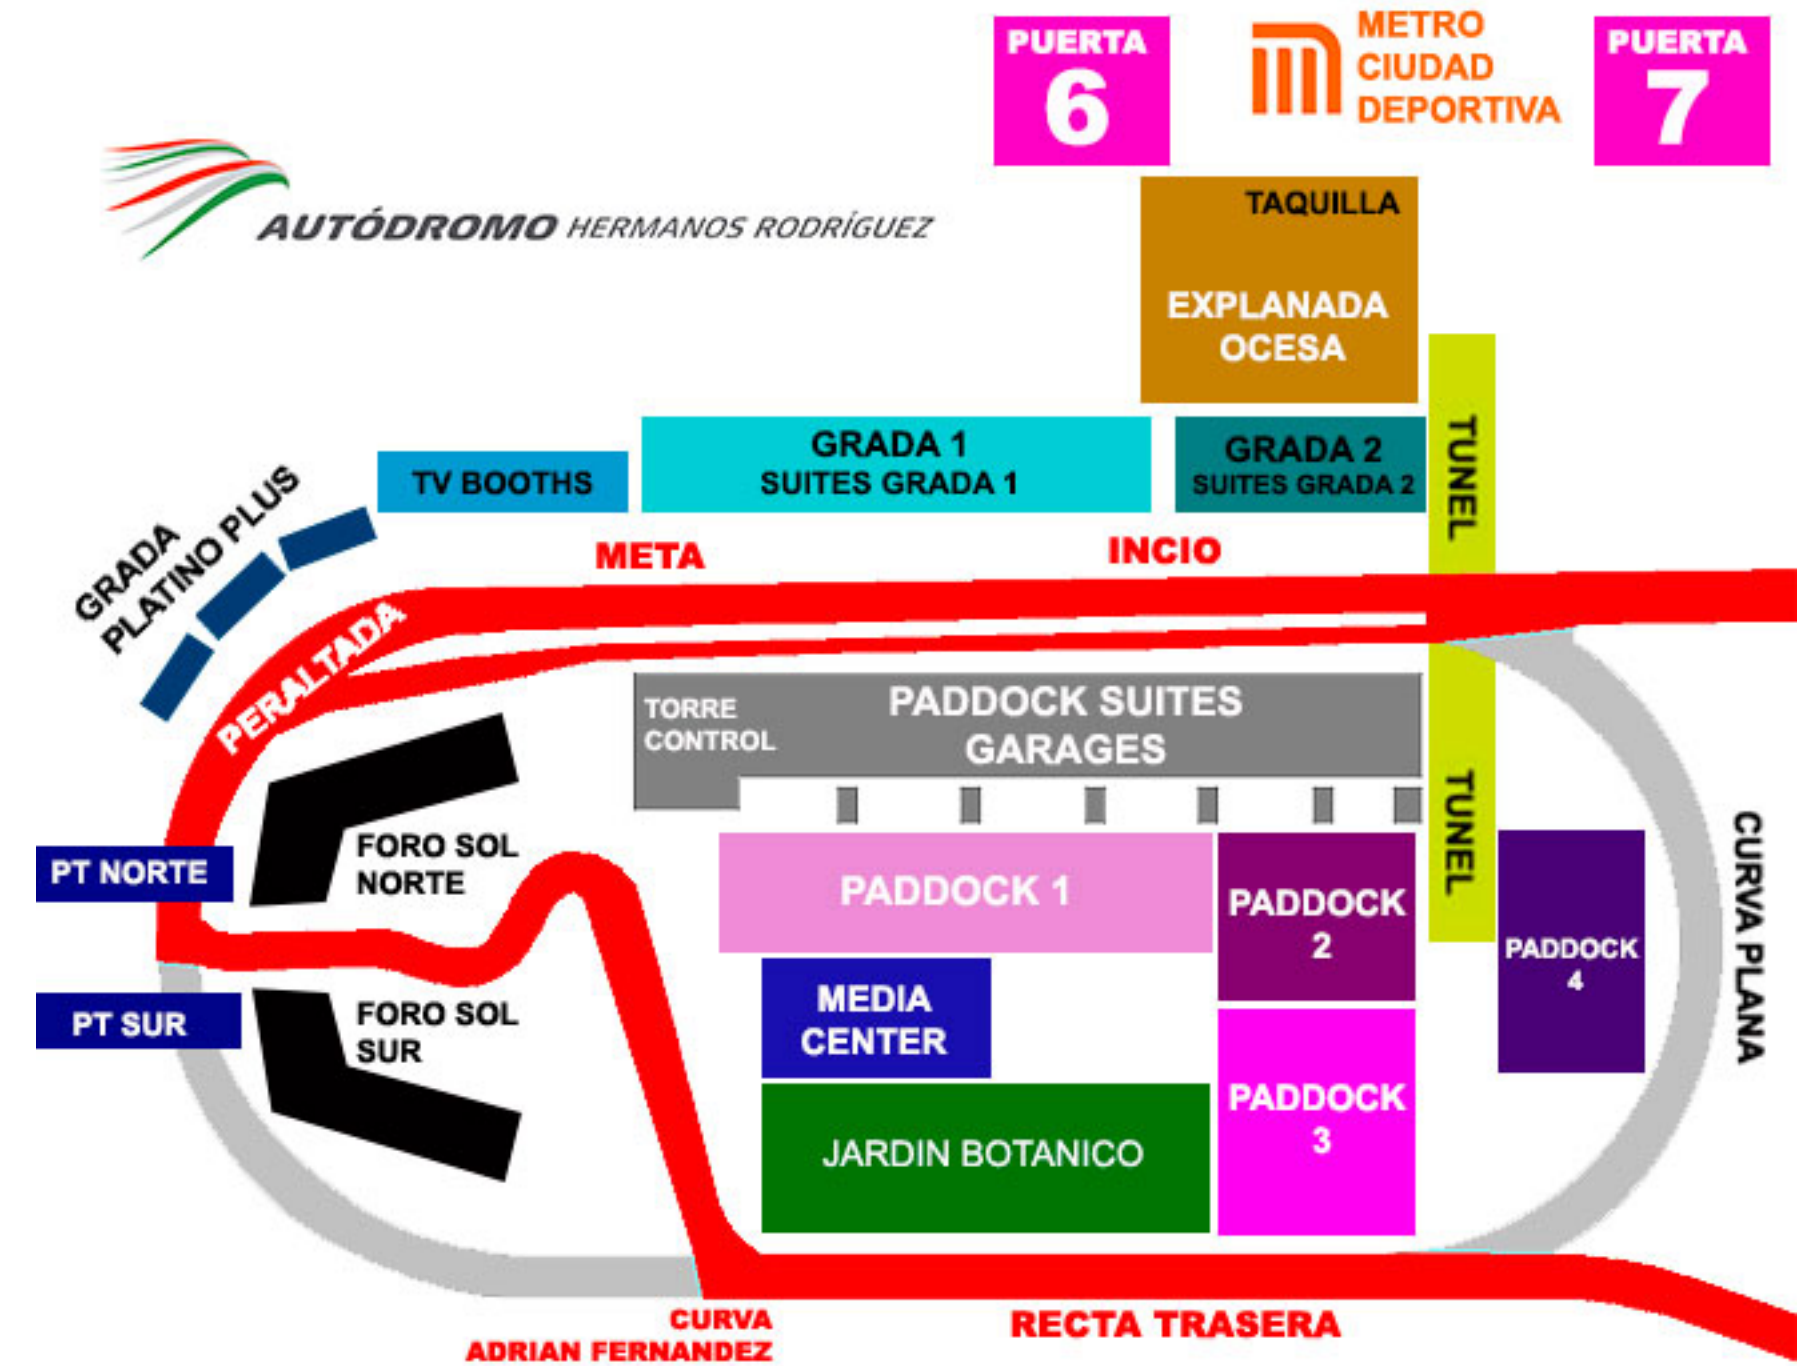 PUERTA
6
METRO
CIUDAD
DEPORTIVA
PUERTA
7
AUTÓDROMO HERMANOS RODRÍGUEZ
TAQUILLA
EXPLANADA
OCESA
TUNEL
GRADA 1
SUITES GRADA 1
GRADA 2
SUITES GRADA 2
TV BOOTHS
GRADA
PLATINO PLUS
META
INCIO
PERALTADA
TORRE
CONTROL
PADDOCK SUITES
GARAGES
TUNEL
FORO SOL
NORTE
PT NORTE
PADDOCK 1
PADDOCK
2
PADDOCK
4
CURVA PLANA
MEDIA
CENTER
PT SUR
FORO SOL
SUR
PADDOCK
3
JARDIN BOTANICO
CURVA
ADRIAN FERNANDEZ
RECTA TRASERA